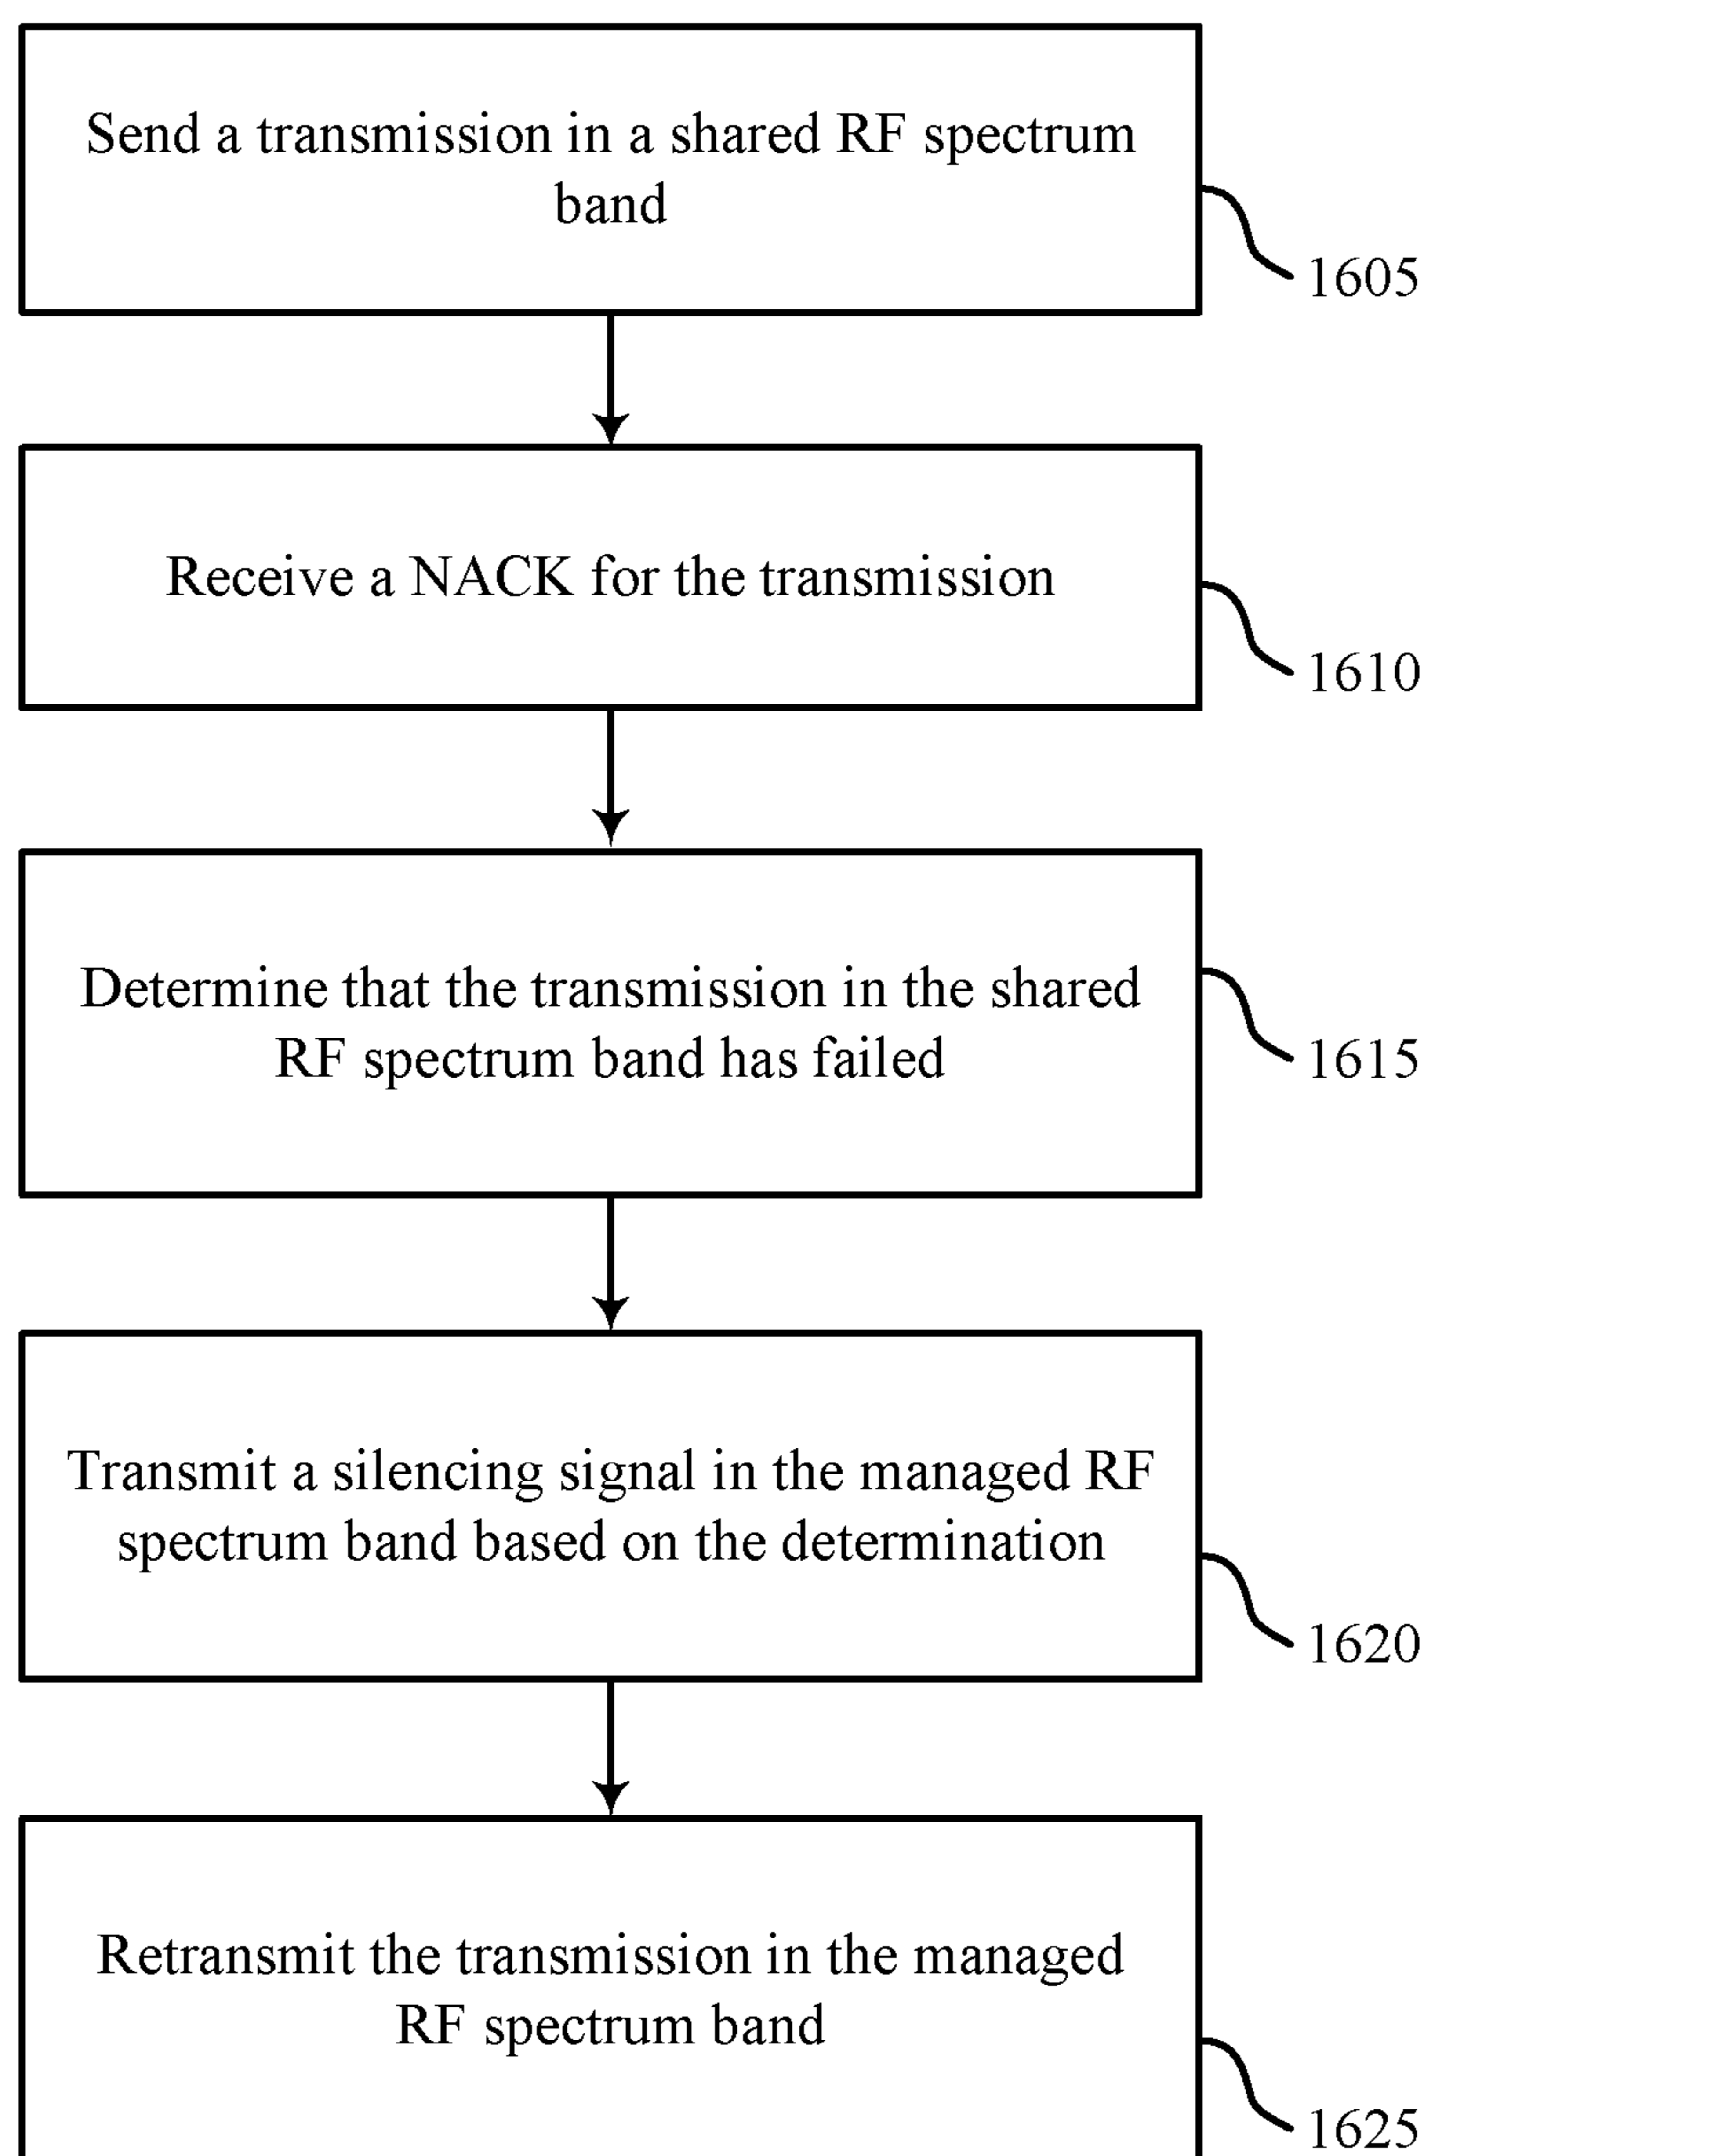 Send a transmission in a shared RF spectrum
band
1605
Receive a NACK for the transmission
1610
Determine that the transmission in the shared
RF spectrum band has failed
1615
Transmit a silencing signal in the managed RF
spectrum band based on the determination
1620
Retransmit the transmission in the managed
RF spectrum band
1625